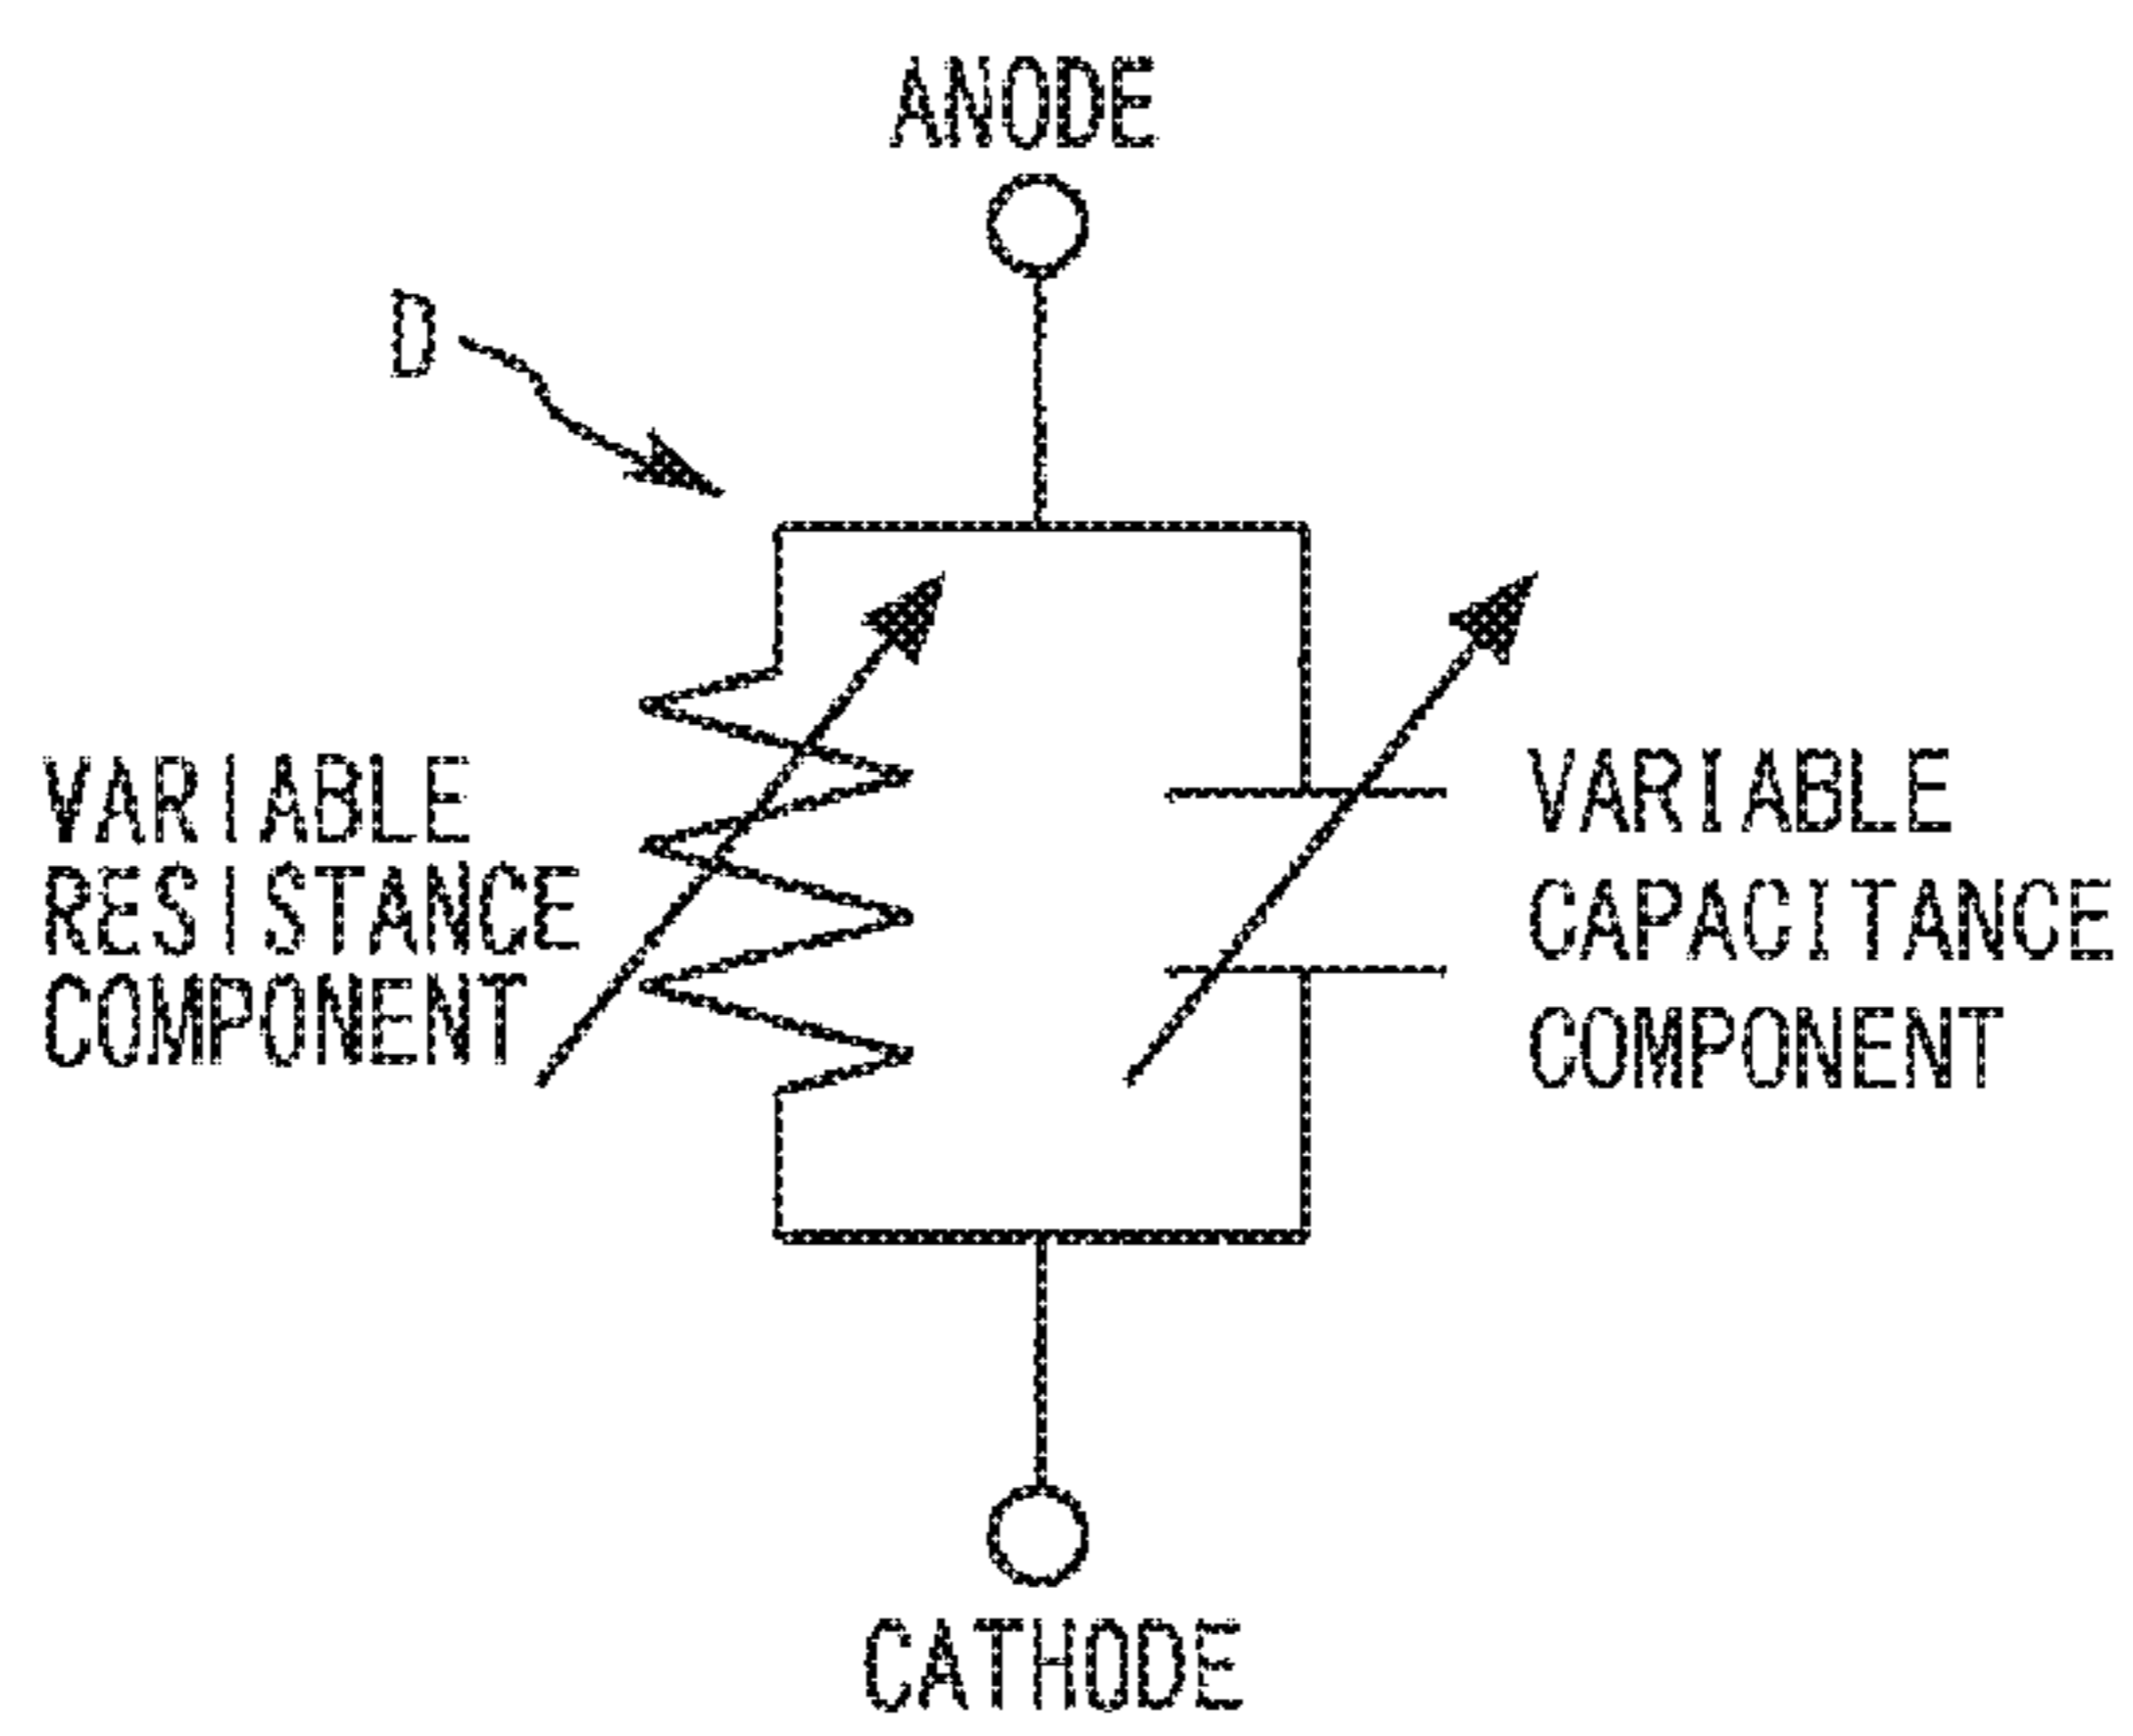 ANODE
D
VARIABLE
RESISTANCE
COMPONENT
VARIABLE
CAPACITANCE
COMPONENT
CATHODE